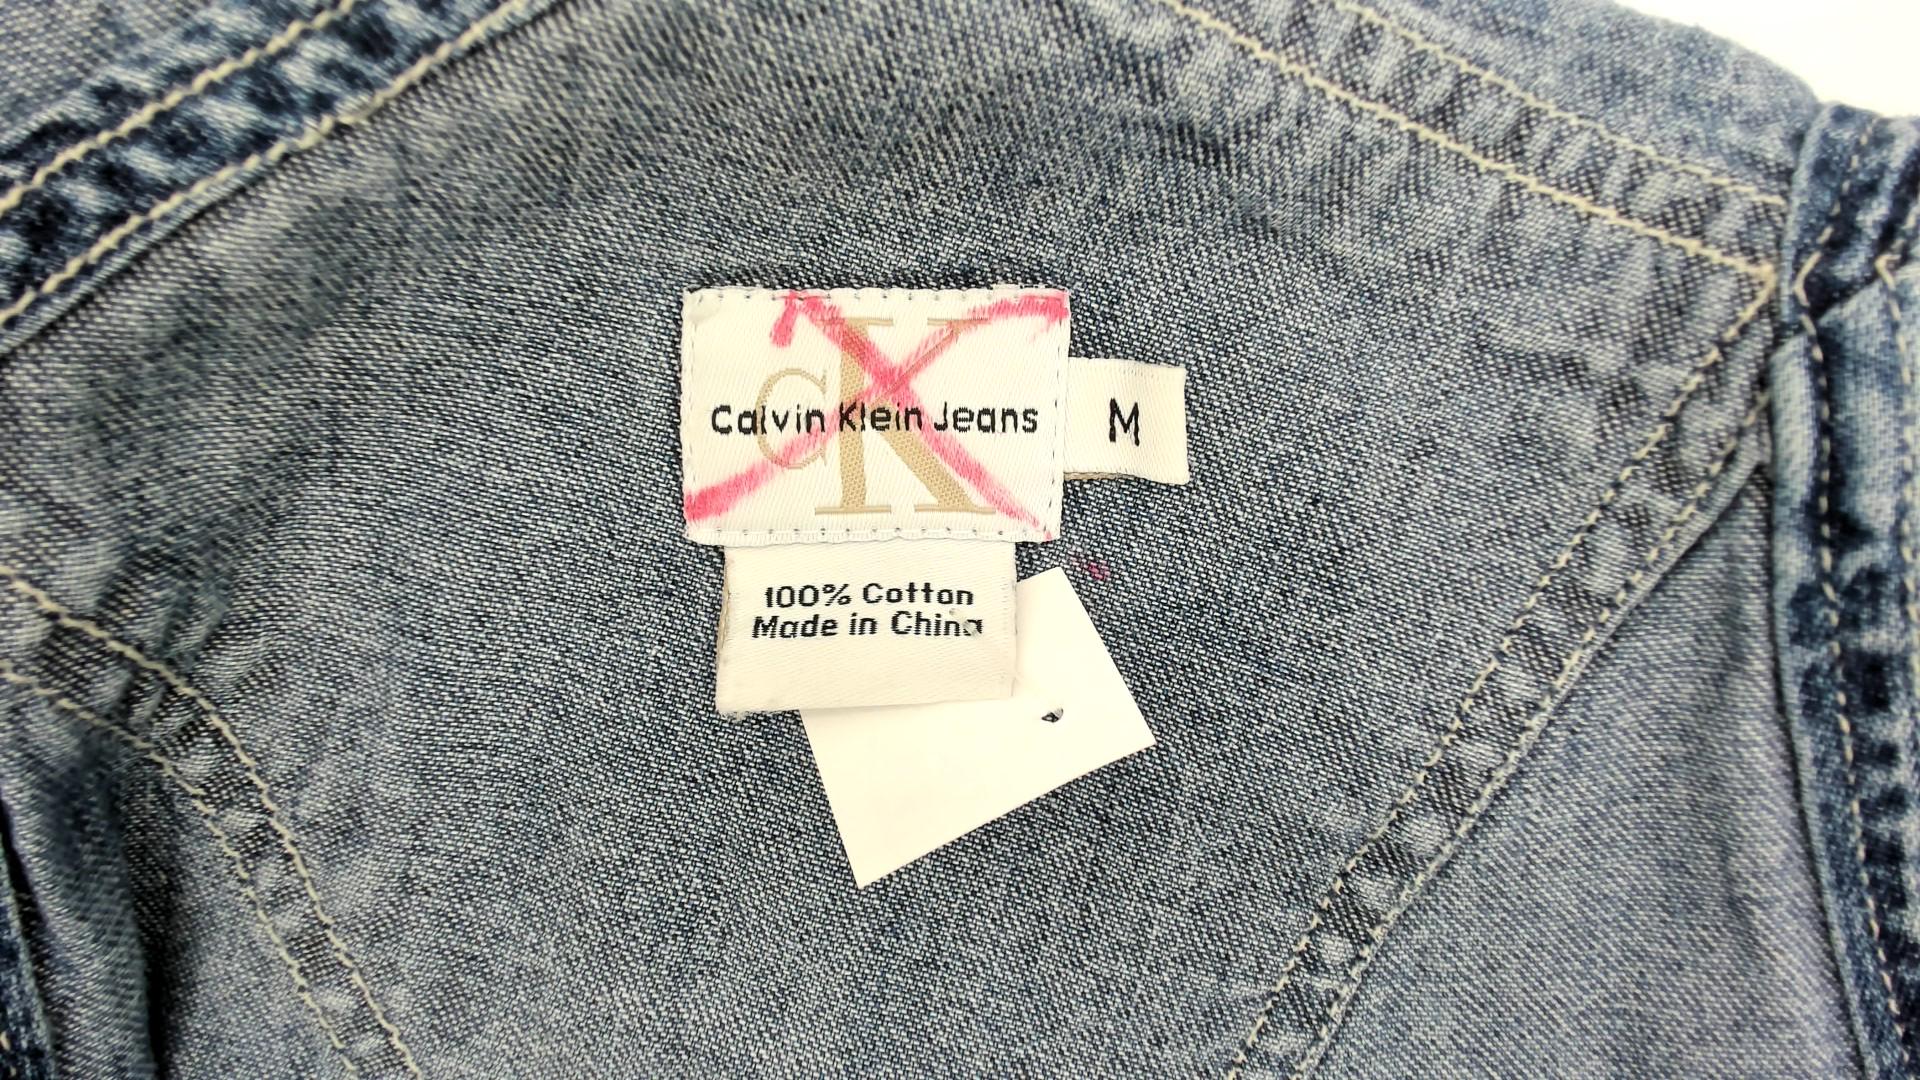 CK
Calvin Klein Jeans
M
100% Cotton
Made in China